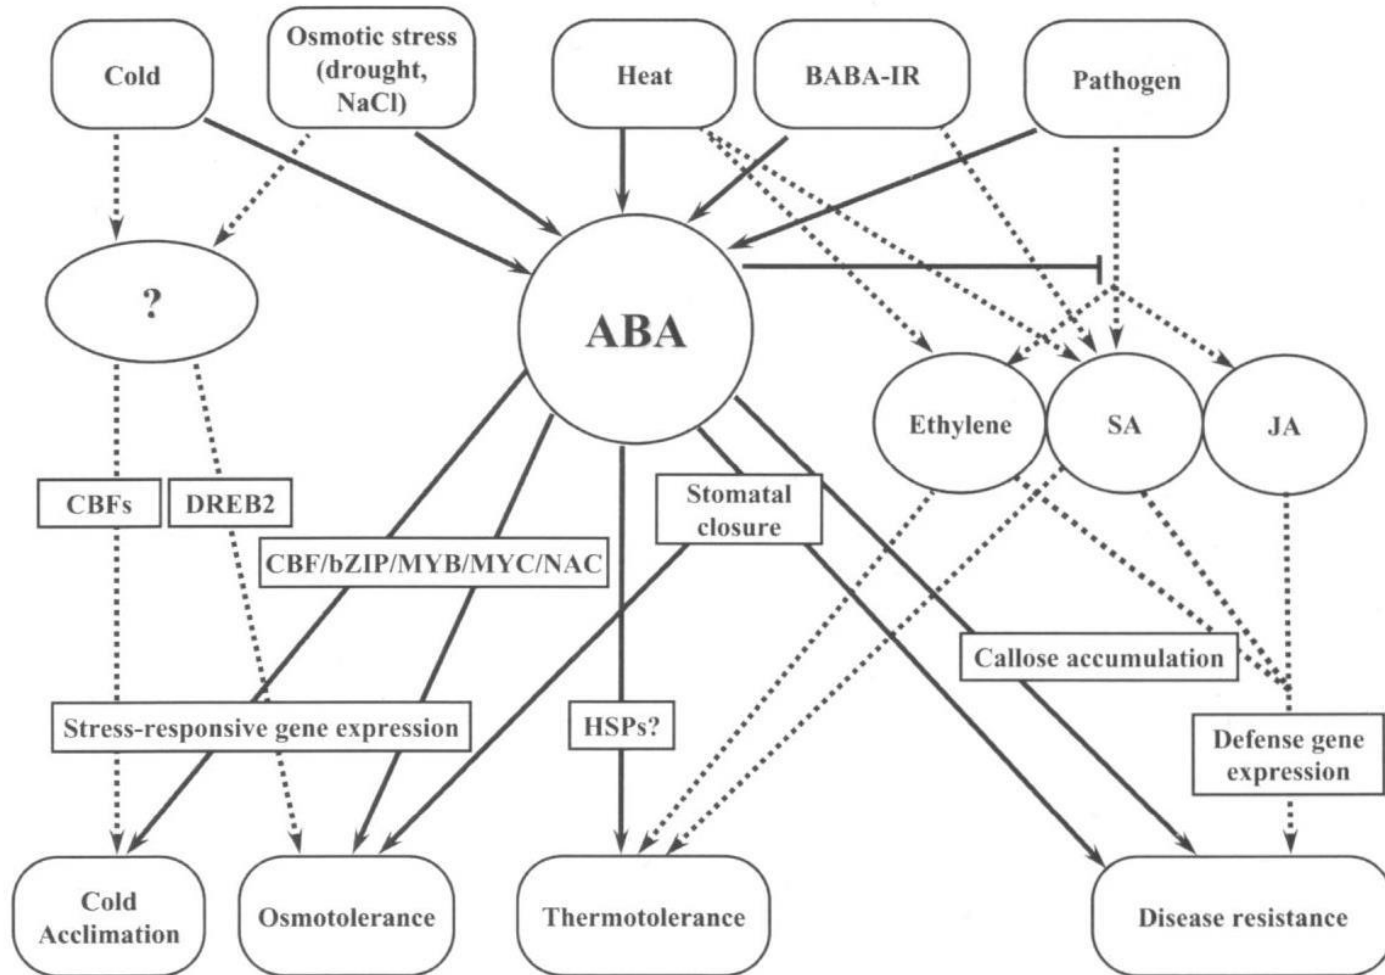 Cold
Osmotic stress
(drought,
NaCl)
Heat
BABA-IR
Pathogen
?
ABA
Ethylene
SA
JA
CBFs
DREB2
Stomatal
closure
CBF/bZIP/MYB/MYC/NAC
Callose accumulation
Stress-responsive gene expression
HSPs?
Defense gene
expression
Cold
Acclimation
Osmotolerance
Thermotolerance
Disease resistance